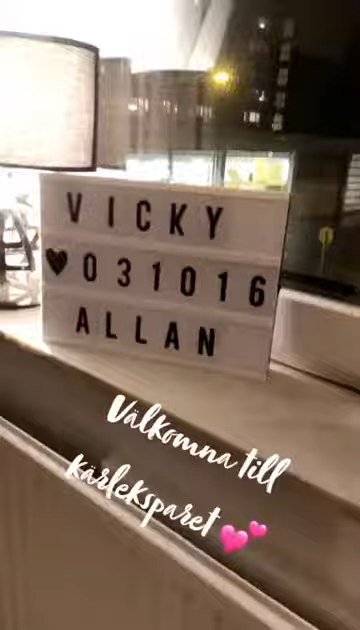 VICKY
♥031016
ALLAN
Välkomna till
kärleksparet 💕